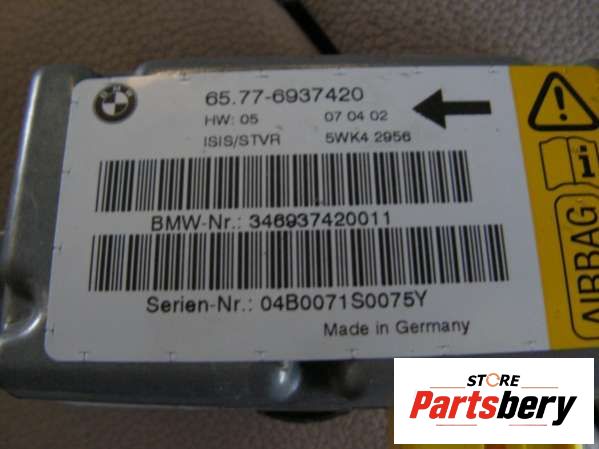 BMW
65.77-6937420
HW: 05 07 04 02
ISIS/STVR 5WK4 2956
BMW-Nr.: 346937420011
Serien-Nr.: 04B0071S0075Y
Made in Germany
AIRBAG
STORE
Partsbery